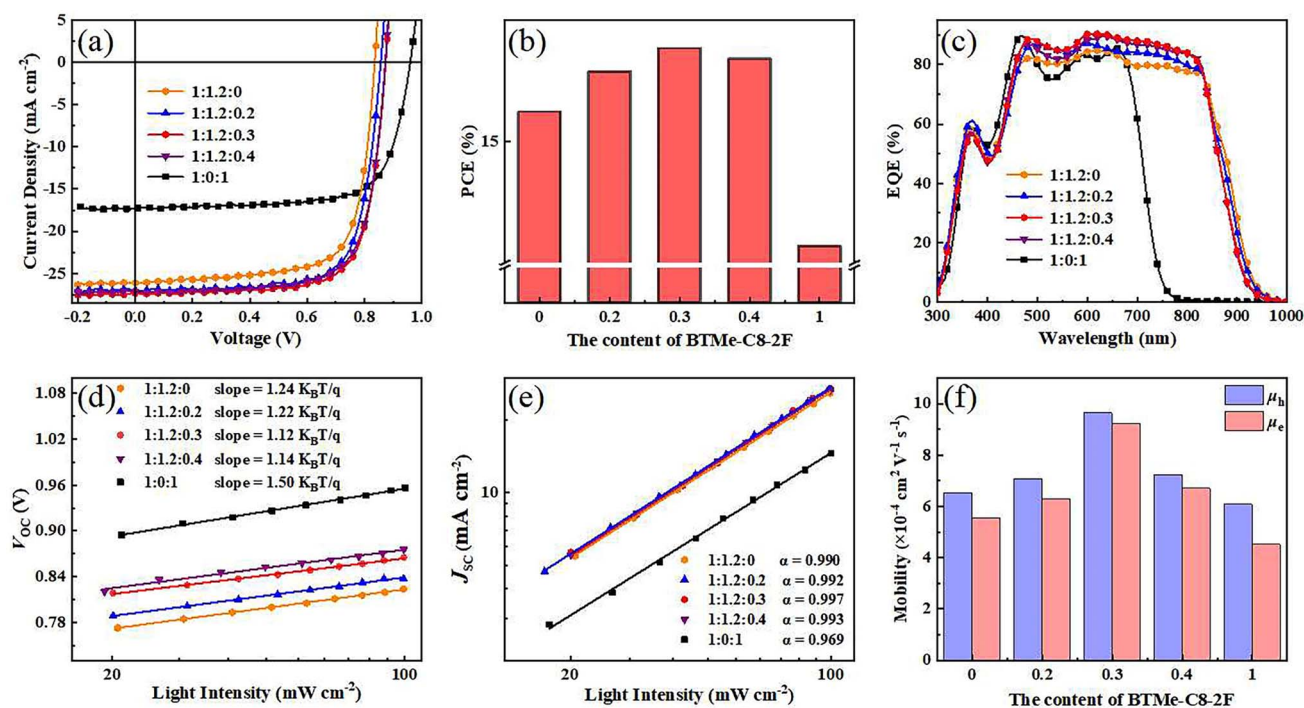 (a)
5
0
-5
-10
-15
-20
-25
Current Density (mA cm-2)
1:1.2:0
1:1.2:0.2
1:1.2:0.3
1:1.2:0.4
1:0:1
-0.2 0.0 0.2 0.4 0.6 0.8 1.0
Voltage (V)
(b)
15
PCE (%)
0 0.2 0.3 0.4 1
The content of BTMe-C8-2F
(c)
80
60
40
20
0
EQE (%)
1:1.2:0
1:1.2:0.2
1:1.2:0.3
1:1.2:0.4
1:0:1
300 400 500 600 700 800 900 1000
Wavelength (nm)
(d)
1.08
1.02
0.96
0.90
0.84
0.78
VOC (V)
1:1.2:0 slope = 1.24 KBT/q
1:1.2:0.2 slope = 1.22 KBT/q
1:1.2:0.3 slope = 1.12 KBT/q
1:1.2:0.4 slope = 1.14 KBT/q
1:0:1 slope = 1.50 KBT/q
20 100
Light Intensity (mW cm-2)
(e)
10
JSC (mA cm-2)
1:1.2:0 α = 0.990
1:1.2:0.2 α = 0.992
1:1.2:0.3 α = 0.997
1:1.2:0.4 α = 0.993
1:0:1 α = 0.969
20 100
Light Intensity (mW cm-2)
(f)
μh
μe
10
8
6
4
2
0
Mobility (×10-4 cm2 V-1 s-1)
0 0.2 0.3 0.4 1
The content of BTMe-C8-2F